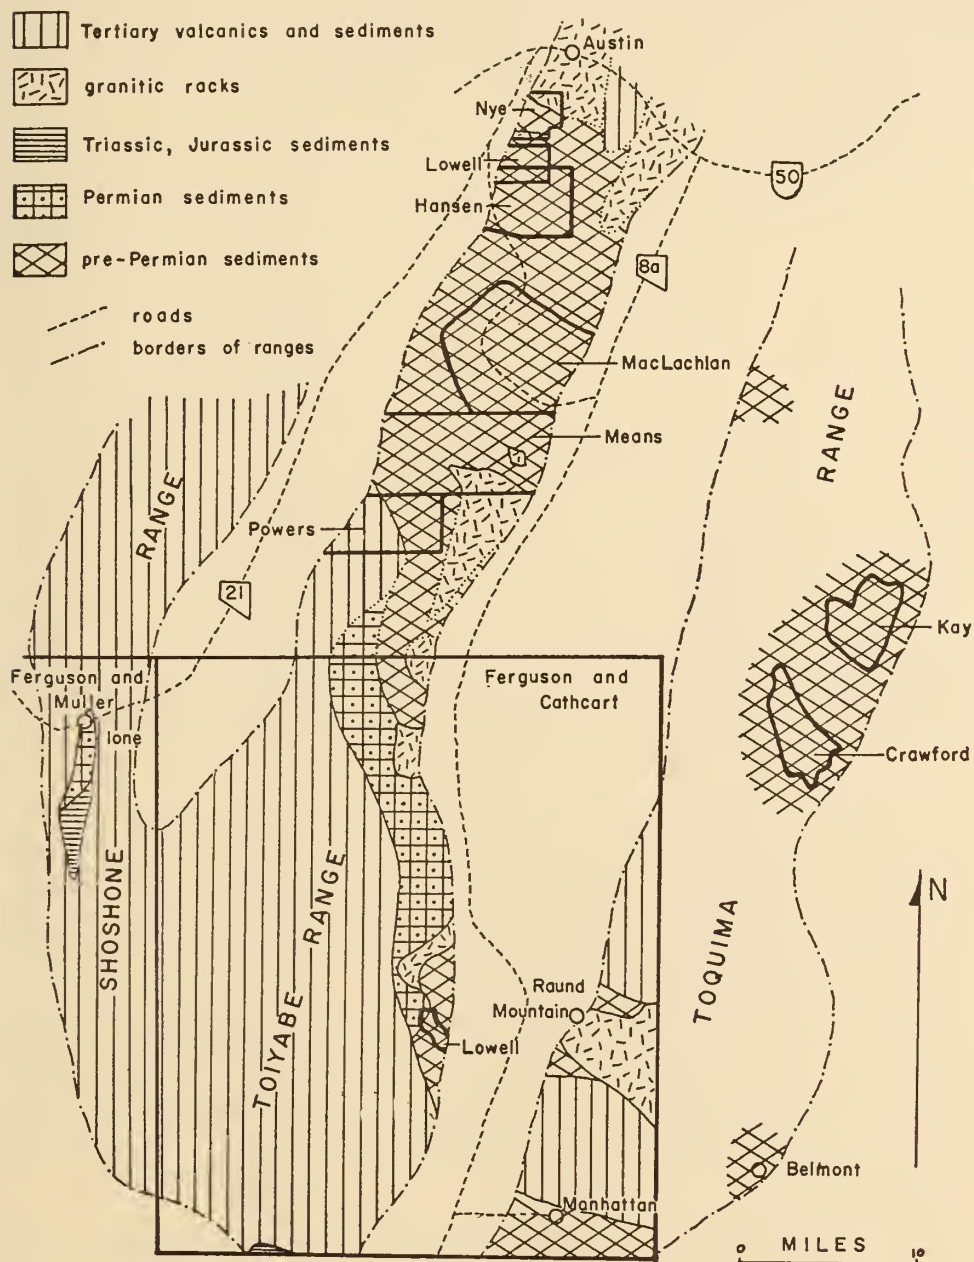 Tertiary valcanics and sediments
granitic racks
Triassic, Jurassic sediments
Permian sediments
pre-Permian sediments
roads
borders of ranges
Austin
Nye
Lowell
50
Hansen
8a
MacLachlan
RANGE
Means
RANGE
Powers
21
Kay
Ferguson and
Muller
Ferguson and
Cathcart
Ione
Crawford
SHOSHONE
RANGE
N
TOQUIMA
Raund
Mountain
TOIYABE
Lowell
Belmont
Manhattan
0 MILES 10